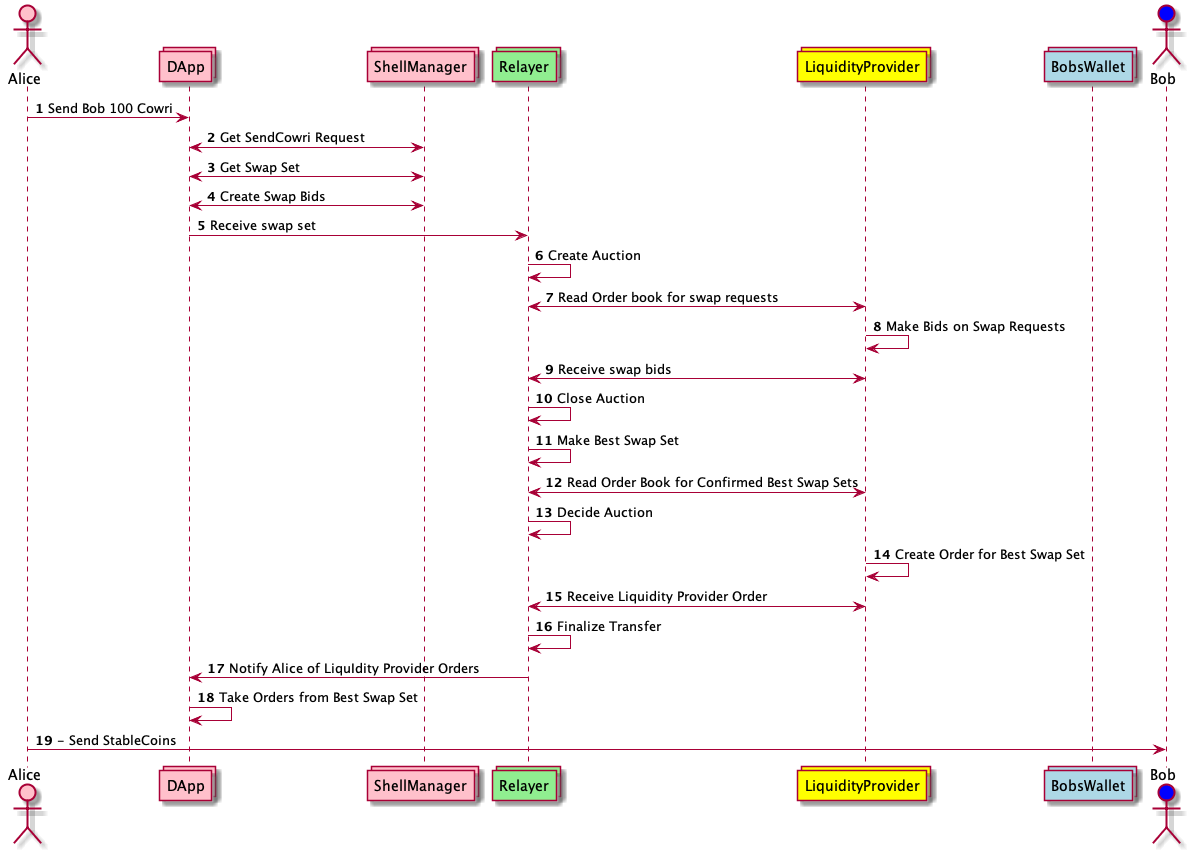 Alice
DApp
ShellManager
Relayer
LiquidityProvider
BobsWallet
Bob
1 Send Bob 100 Cowri
2 Get SendCowri Request
3 Get Swap Set
4 Create Swap Bids
5 Receive swap set
6 Create Auction
7 Read Order book for swap requests
8 Make Bids on Swap Requests
9 Receive swap bids
10 Close Auction
11 Make Best Swap Set
12 Read Order Book for Confirmed Best Swap Sets
13 Decide Auction
14 Create Order for Best Swap Set
15 Receive Liquidity Provider Order
16 Finalize Transfer
17 Notify Alice of LiquIdity Provider Orders
18 Take Orders from Best Swap Set
19 - Send StableCoins
Alice
DApp
ShellManager
Relayer
LiquidityProvider
BobsWallet
Bob